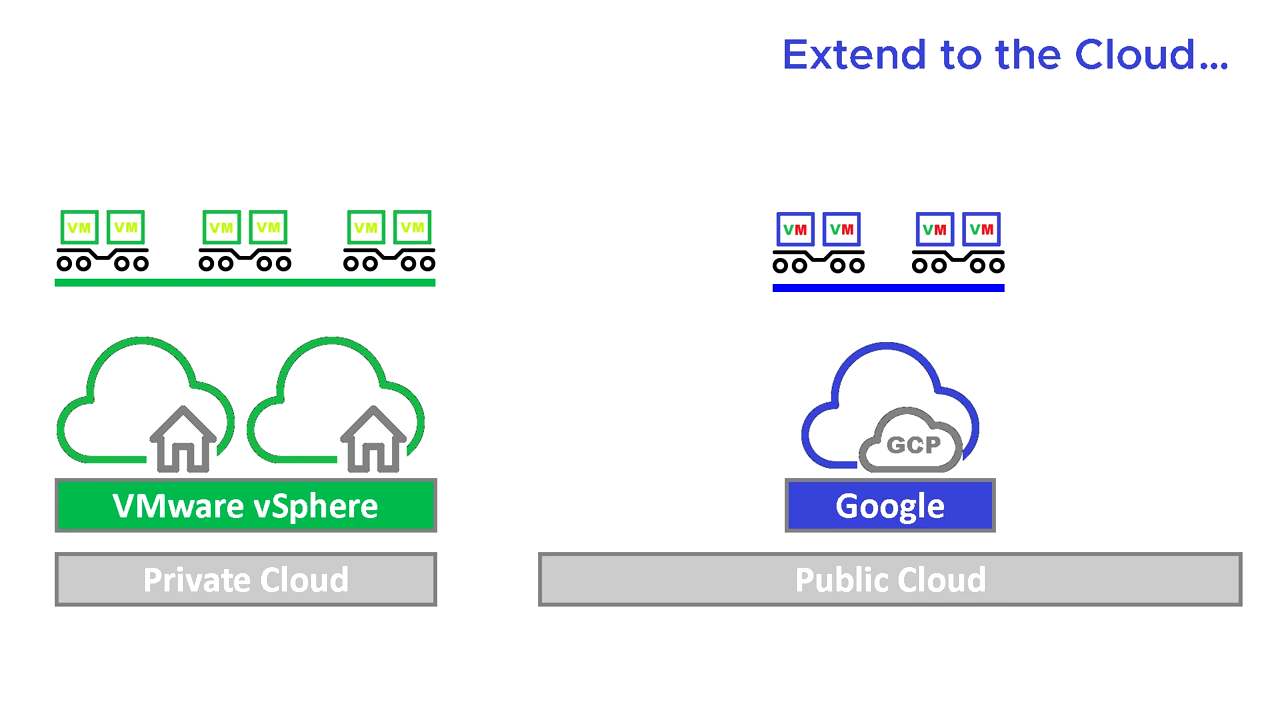 Extend to the Cloud...
VM VM VM VM VM VM
VM VM VM VM
GCP
VMware vSphere
Google
Private Cloud
Public Cloud